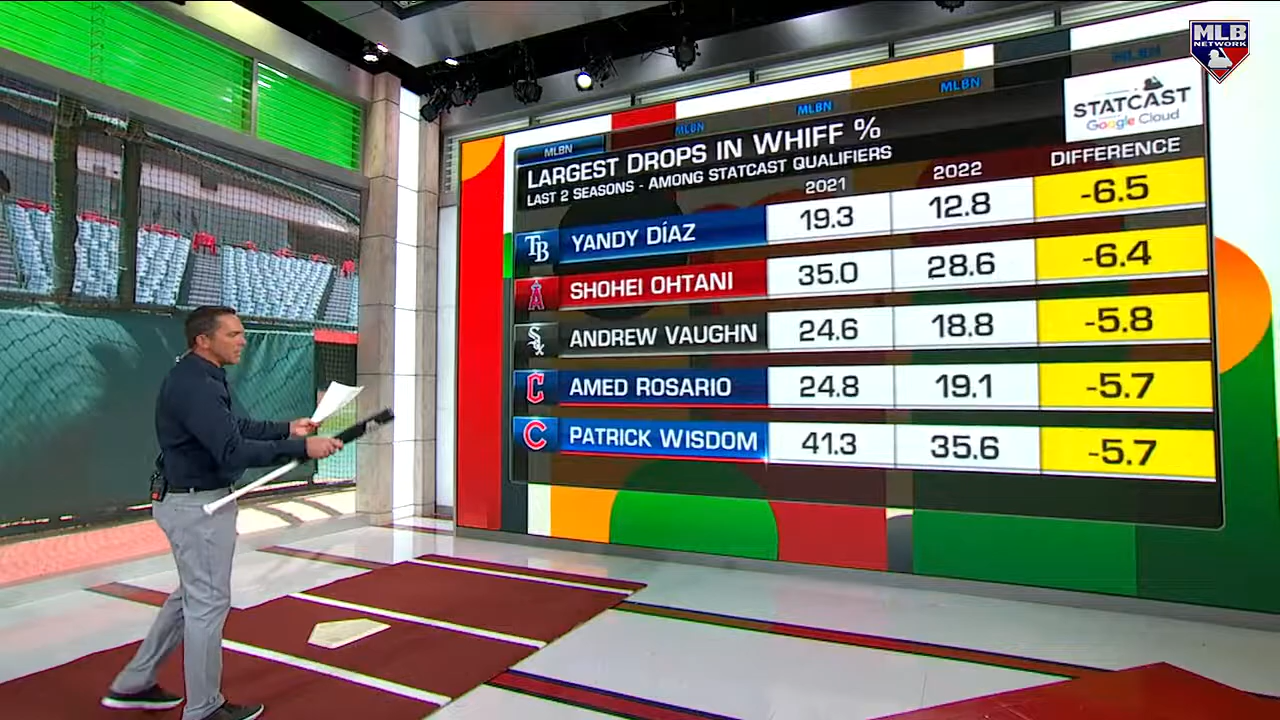 MLB
NETWORK
MLBN
MLBN
MLBN
MLBN
MLBN
STATCAST
Google Cloud
LARGEST DROPS IN WHIFF %
LAST 2 SEASONS - AMONG STATCAST QUALIFIERS
2021 2022 DIFFERENCE
TB YANDY DÍAZ 19.3 12.8 -6.5
A SHOHEI OHTANI 35.0 28.6 -6.4
Sox ANDREW VAUGHN 24.6 18.8 -5.8
C AMED ROSARIO 24.8 19.1 -5.7
C PATRICK WISDOM 41.3 35.6 -5.7